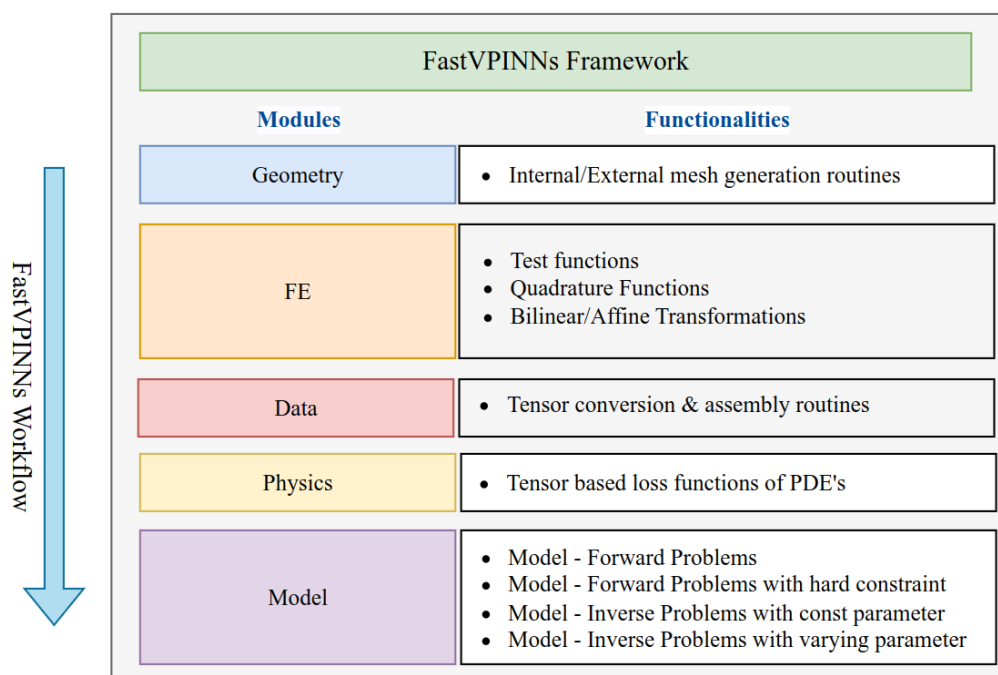 FastVPINNs Framework
Modules
Functionalities
FastVPINNs Workflow
Geometry
• Internal/External mesh generation routines
FE
• Test functions
• Quadrature Functions
• Bilinear/Affine Transformations
Data
• Tensor conversion & assembly routines
Physics
• Tensor based loss functions of PDE's
Model
• Model - Forward Problems
• Model - Forward Problems with hard constraint
• Model - Inverse Problems with const parameter
• Model - Inverse Problems with varying parameter